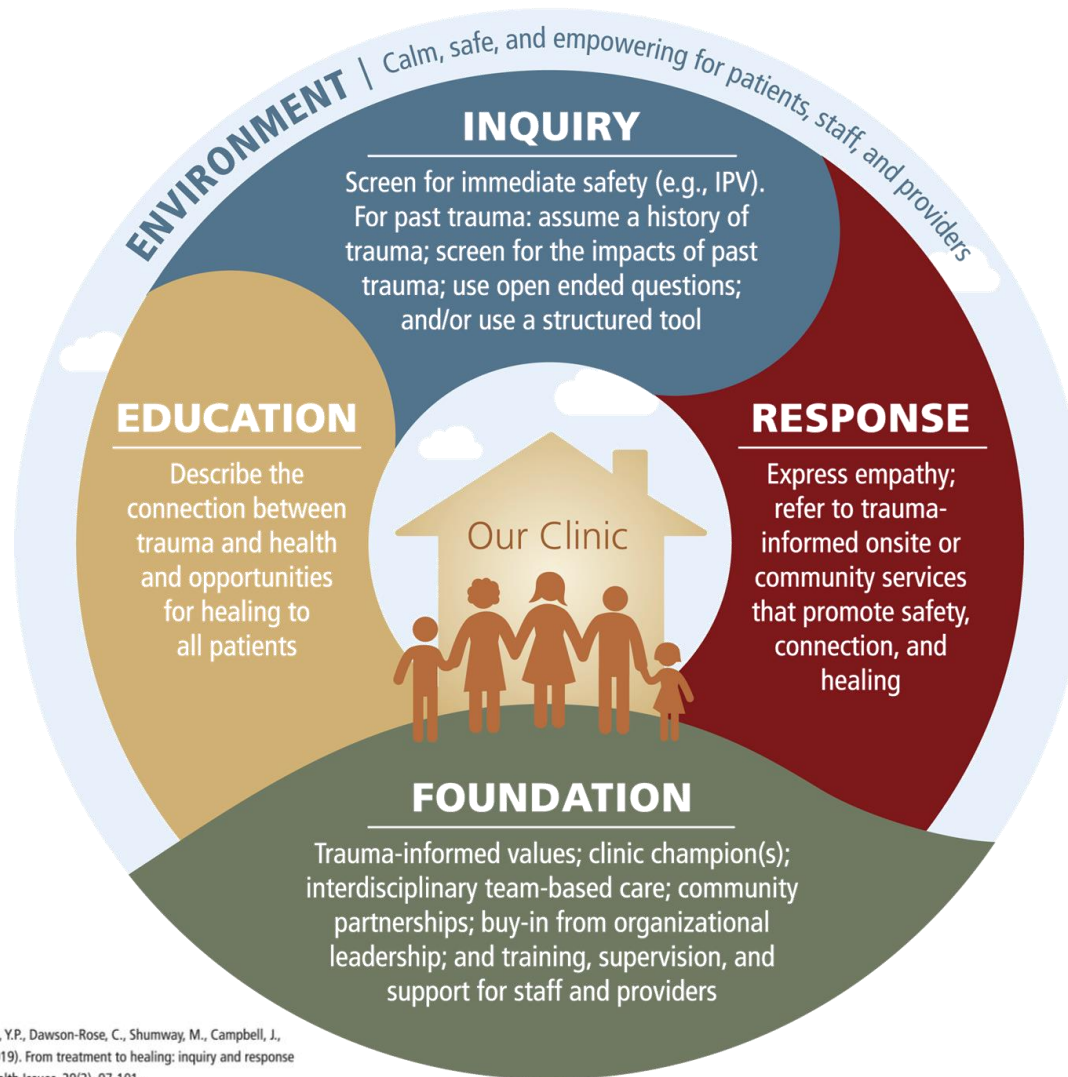 ENVIRONMENT | Calm, safe, and empowering for patients, staff, and providers
INQUIRY
Screen for immediate safety (e.g., IPV).
For past trauma: assume a history of
trauma; screen for the impacts of past
trauma; use open ended questions;
and/or use a structured tool
EDUCATION
Describe the
connection between
trauma and health
and opportunities
for healing to
all patients
Our Clinic
RESPONSE
Express empathy;
refer to trauma-
informed onsite or
community services
that promote safety,
connection, and
healing
FOUNDATION
Trauma-informed values; clinic champion(s);
interdisciplinary team-based care; community
partnerships; buy-in from organizational
leadership; and training, supervision, and
support for staff and providers
Y.P., Dawson-Rose, C., Shumway, M., Campbell, J.,
19). From treatment to healing: inquiry and response